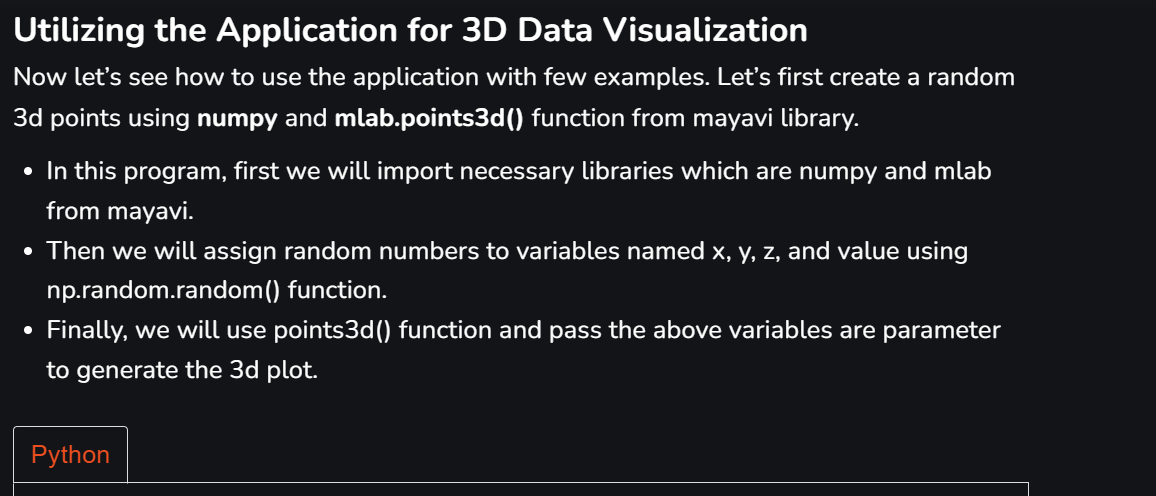 Utilizing the Application for 3D Data Visualization
Now let’s see how to use the application with few examples. Let’s first create a random
3d points using numpy and mlab.points3d() function from mayavi library.
• In this program, first we will import necessary libraries which are numpy and mlab
from mayavi.
• Then we will assign random numbers to variables named x, y, z, and value using
np.random.random() function.
• Finally, we will use points3d() function and pass the above variables are parameter
to generate the 3d plot.
Python